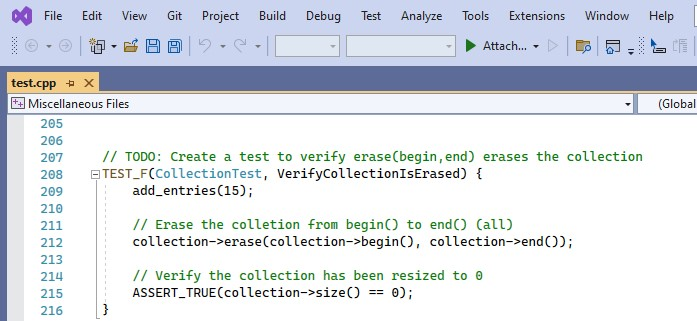 File Edit View Git Project Build Debug Test Analyze Tools Extensions Window Help
Attach...
test.cpp
Miscellaneous Files (Global
205
206
207 // TODO: Create a test to verify erase(begin,end) erases the collection
208 TEST_F(CollectionTest, VerifyCollectionIsErased) {
209 add_entries(15);
210
211 // Erase the colletion from begin() to end() (all)
212 collection->erase(collection->begin(), collection->end());
213
214 // Verify the collection has been resized to 0
215 ASSERT_TRUE(collection->size() == 0);
216 }